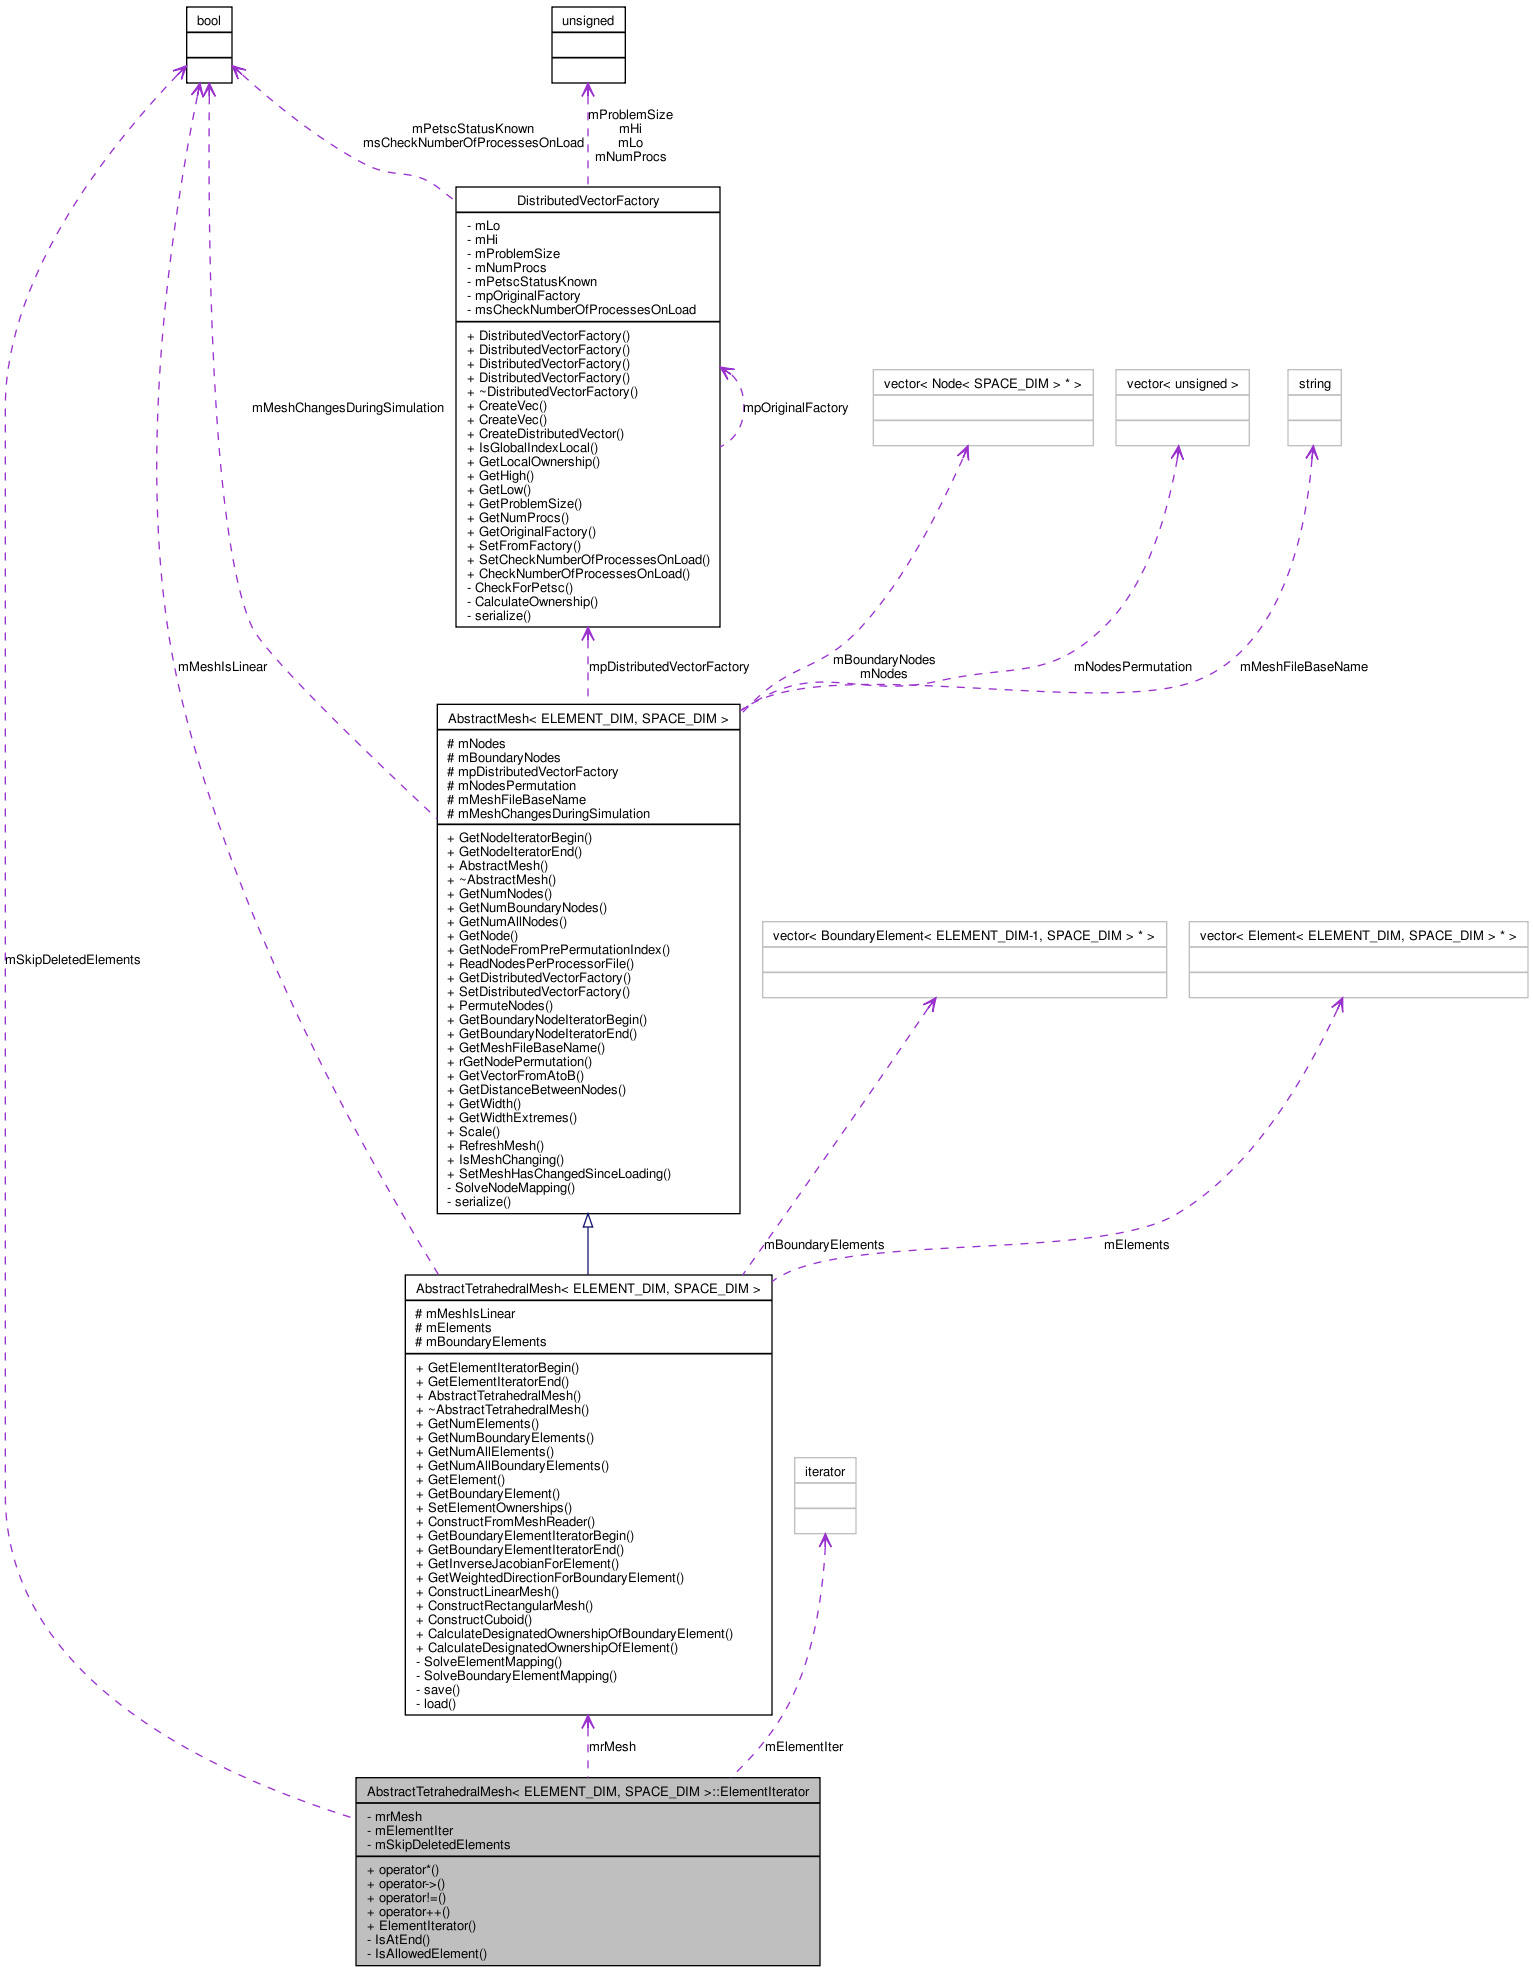 bool
unsigned
mPetscStatusKnown
msCheckNumberOfProcessesOnLoad
mProblemSize
mHi
mLo
mNumProcs
DistributedVectorFactory
- mLo
- mHi
- mProblemSize
- mNumProcs
- mPetscStatusKnown
- mpOriginalFactory
- msCheckNumberOfProcessesOnLoad
+ DistributedVectorFactory()
+ DistributedVectorFactory()
+ DistributedVectorFactory()
+ DistributedVectorFactory()
+ ~DistributedVectorFactory()
+ CreateVec()
+ CreateVec()
+ CreateDistributedVector()
+ IsGlobalIndexLocal()
+ GetLocalOwnership()
+ GetHigh()
+ GetLow()
+ GetProblemSize()
+ GetNumProcs()
+ GetOriginalFactory()
+ SetFromFactory()
+ SetCheckNumberOfProcessesOnLoad()
+ CheckNumberOfProcessesOnLoad()
- CheckForPetsc()
- CalculateOwnership()
- serialize()
mMeshChangesDuringSimulation
mpOriginalFactory
vector< Node< SPACE_DIM > * >
vector< unsigned >
string
mMeshIsLinear
mpDistributedVectorFactory
mBoundaryNodes
mNodes
mNodesPermutation
mMeshFileBaseName
AbstractMesh< ELEMENT_DIM, SPACE_DIM >
# mNodes
# mBoundaryNodes
# mpDistributedVectorFactory
# mNodesPermutation
# mMeshFileBaseName
# mMeshChangesDuringSimulation
+ GetNodeIteratorBegin()
+ GetNodeIteratorEnd()
+ AbstractMesh()
+ ~AbstractMesh()
+ GetNumNodes()
+ GetNumBoundaryNodes()
+ GetNumAllNodes()
+ GetNode()
+ GetNodeFromPrePermutationIndex()
+ ReadNodesPerProcessorFile()
+ GetDistributedVectorFactory()
+ SetDistributedVectorFactory()
+ PermuteNodes()
+ GetBoundaryNodeIteratorBegin()
+ GetBoundaryNodeIteratorEnd()
+ GetMeshFileBaseName()
+ rGetNodePermutation()
+ GetVectorFromAtoB()
+ GetDistanceBetweenNodes()
+ GetWidth()
+ GetWidthExtremes()
+ Scale()
+ RefreshMesh()
+ IsMeshChanging()
+ SetMeshHasChangedSinceLoading()
- SolveNodeMapping()
- serialize()
mSkipDeletedElements
vector< BoundaryElement< ELEMENT_DIM-1, SPACE_DIM > * >
vector< Element< ELEMENT_DIM, SPACE_DIM > * >
mBoundaryElements
mElements
AbstractTetrahedralMesh< ELEMENT_DIM, SPACE_DIM >
# mMeshIsLinear
# mElements
# mBoundaryElements
+ GetElementIteratorBegin()
+ GetElementIteratorEnd()
+ AbstractTetrahedralMesh()
+ ~AbstractTetrahedralMesh()
+ GetNumElements()
+ GetNumBoundaryElements()
+ GetNumAllElements()
+ GetNumAllBoundaryElements()
+ GetElement()
+ GetBoundaryElement()
+ SetElementOwnerships()
+ ConstructFromMeshReader()
+ GetBoundaryElementIteratorBegin()
+ GetBoundaryElementIteratorEnd()
+ GetInverseJacobianForElement()
+ GetWeightedDirectionForBoundaryElement()
+ ConstructLinearMesh()
+ ConstructRectangularMesh()
+ ConstructCuboid()
+ CalculateDesignatedOwnershipOfBoundaryElement()
+ CalculateDesignatedOwnershipOfElement()
- SolveElementMapping()
- SolveBoundaryElementMapping()
- save()
- load()
iterator
mrMesh
mElementIter
AbstractTetrahedralMesh< ELEMENT_DIM, SPACE_DIM >::ElementIterator
- mrMesh
- mElementIter
- mSkipDeletedElements
+ operator*()
+ operator->()
+ operator!=()
+ operator++()
+ ElementIterator()
- IsAtEnd()
- IsAllowedElement()